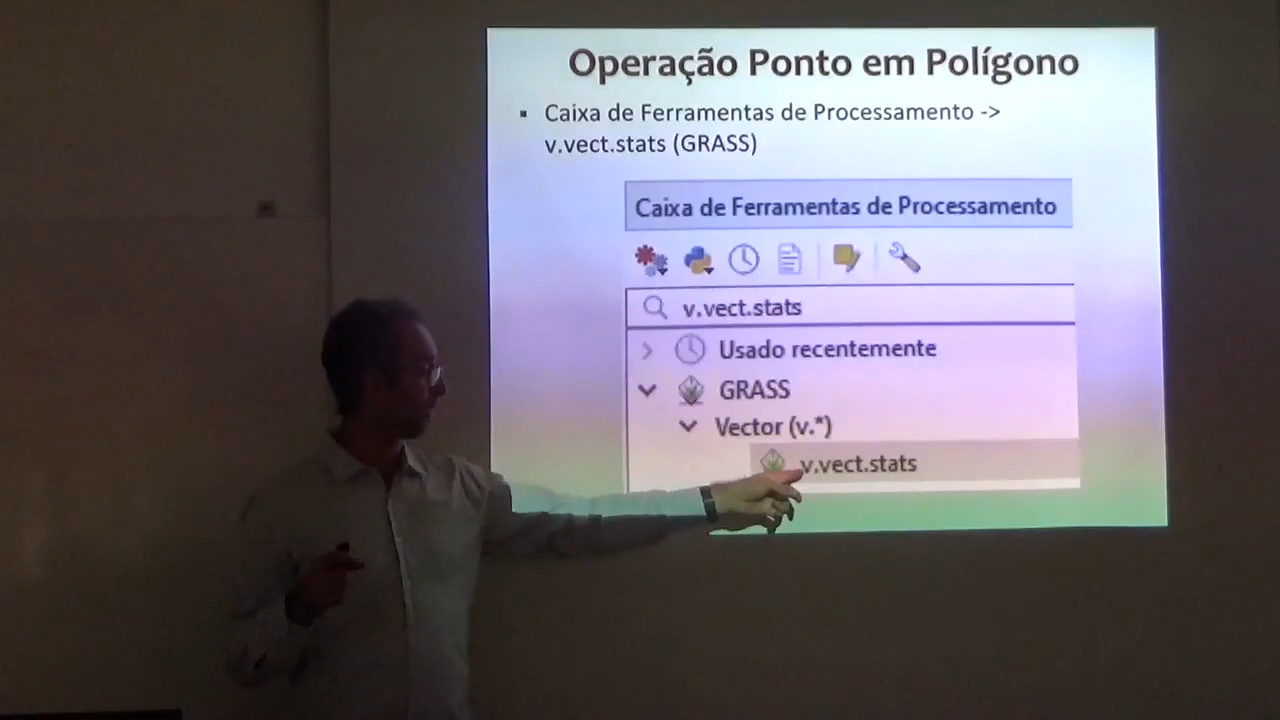 Operação Ponto em Polígono
▪ Caixa de Ferramentas de Processamento ->
v.vect.stats (GRASS)
Caixa de Ferramentas de Processamento
v.vect.stats
Usado recentemente
GRASS
Vector (v.*)
v.vect.stats